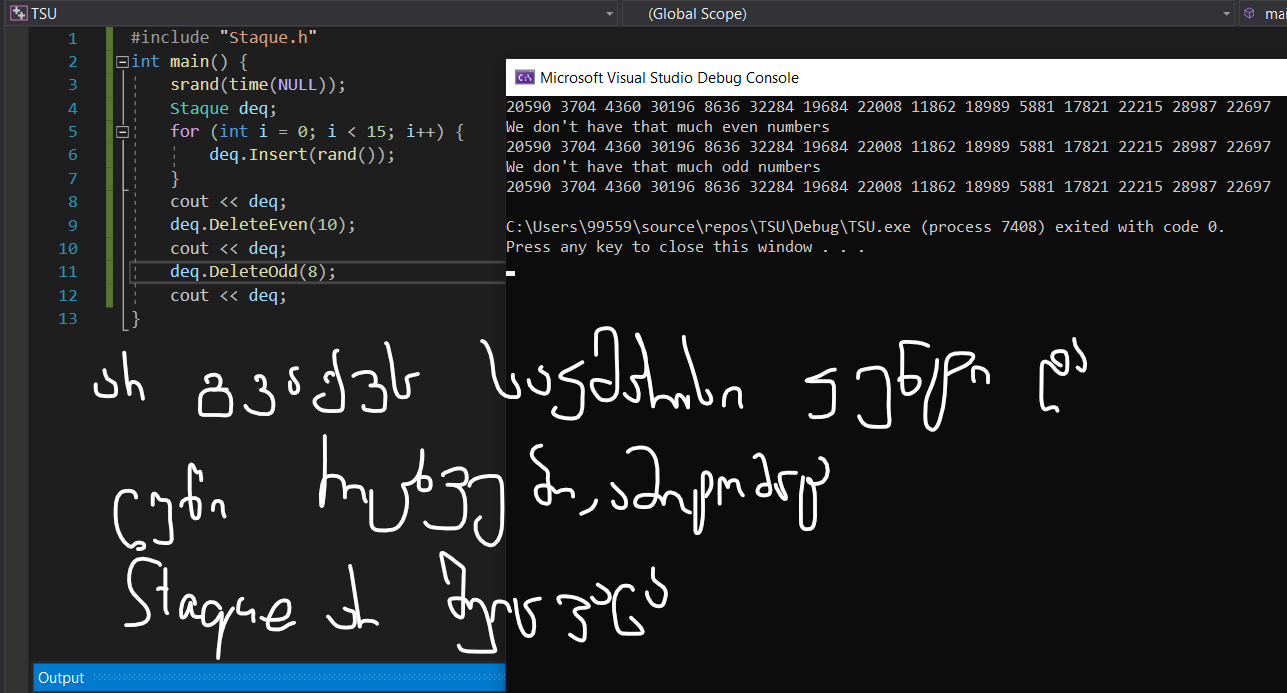 TSU
(Global Scope)
mai
1 #include "Staque.h"
2 int main() {
3 srand(time(NULL));
4 Staque deq;
5 for (int i = 0; i < 15; i++) {
6 deq.Insert(rand());
7 }
8 cout << deq;
9 deq.DeleteEven(10);
10 cout << deq;
11 deq.DeleteOdd(8);
12 cout << deq;
13 }
Microsoft Visual Studio Debug Console
20590 3704 4360 30196 8636 32284 19684 22008 11862 18989 5881 17821 22215 28987 22697
We don't have that much even numbers
20590 3704 4360 30196 8636 32284 19684 22008 11862 18989 5881 17821 22215 28987 22697
We don't have that much odd numbers
20590 3704 4360 30196 8636 32284 19684 22008 11862 18989 5881 17821 22215 28987 22697
C:\Users\99559\source\repos\TSU\Debug\TSU.exe (process 7408) exited with code 0.
Press any key to close this window . . .
არ გვაქვს საკმარისი კენტი და
ლუწი რიცხვები, ამიტომაც
Staque არ შეიცვალა
Output